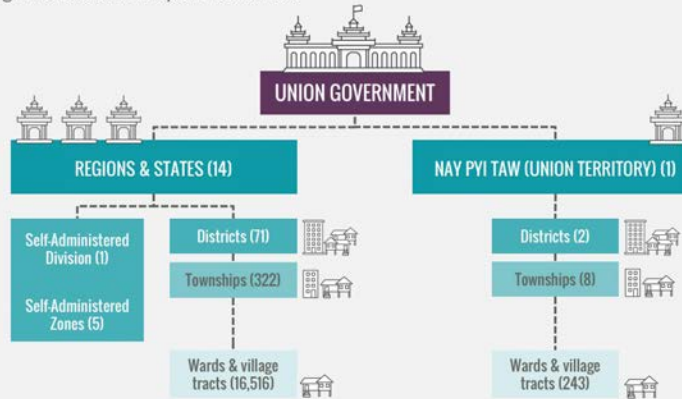 UNION GOVERNMENT
REGIONS & STATES (14)
NAY PYI TAW (UNION TERRITORY) (1)
Self-Administered
Division (1)
Self-Administered
Zones (5)
Districts (71)
Townships (322)
Wards & village
tracts (16,516)
Districts (2)
Townships (8)
Wards & village
tracts (243)